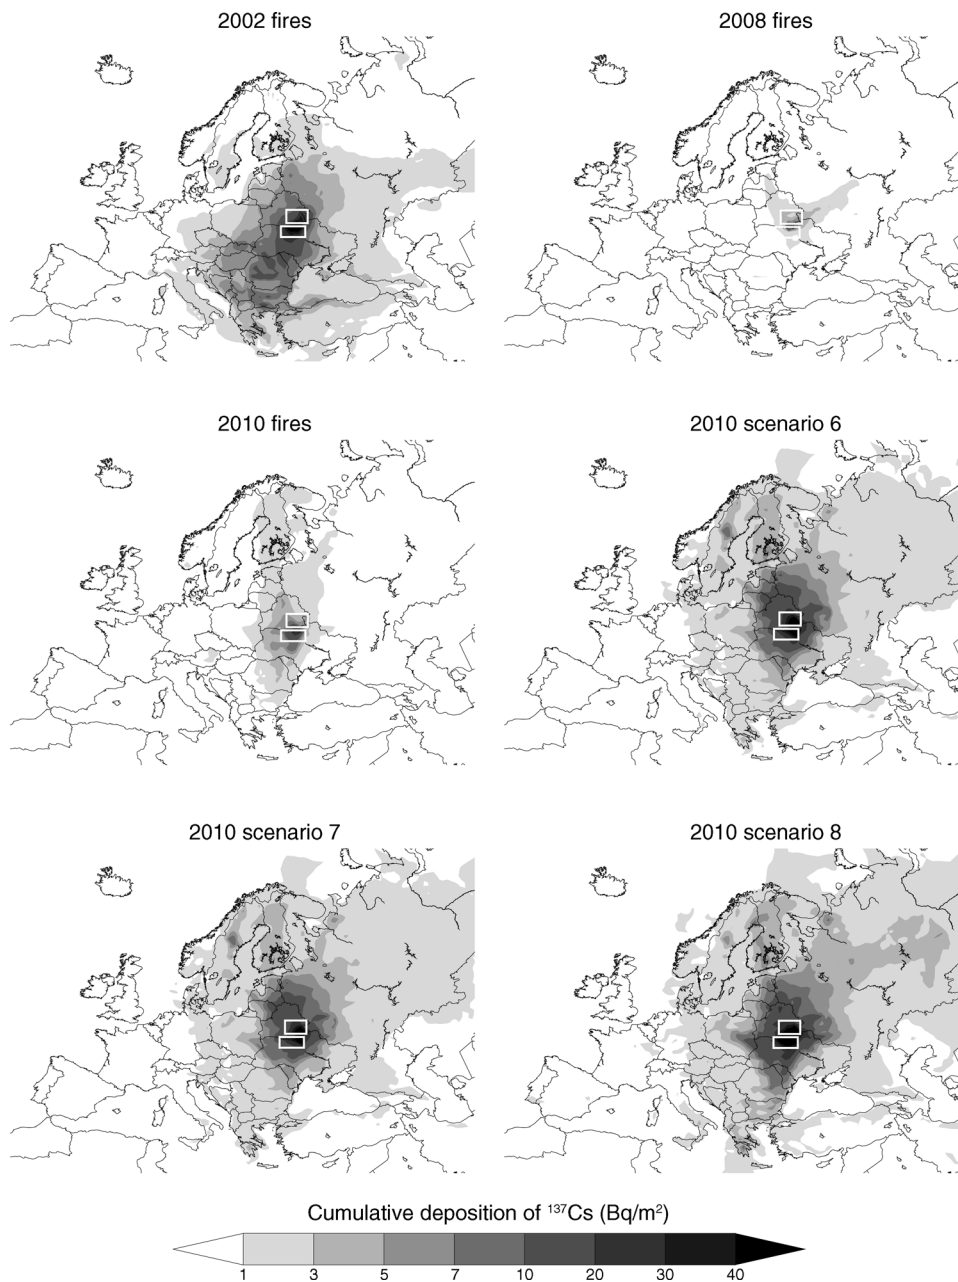 2002 fires
2008 fires
2010 fires
2010 scenario 6
2010 scenario 7
2010 scenario 8
Cumulative deposition of ¹³⁷Cs (Bq/m²)
1 3 5 7 10 20 30 40